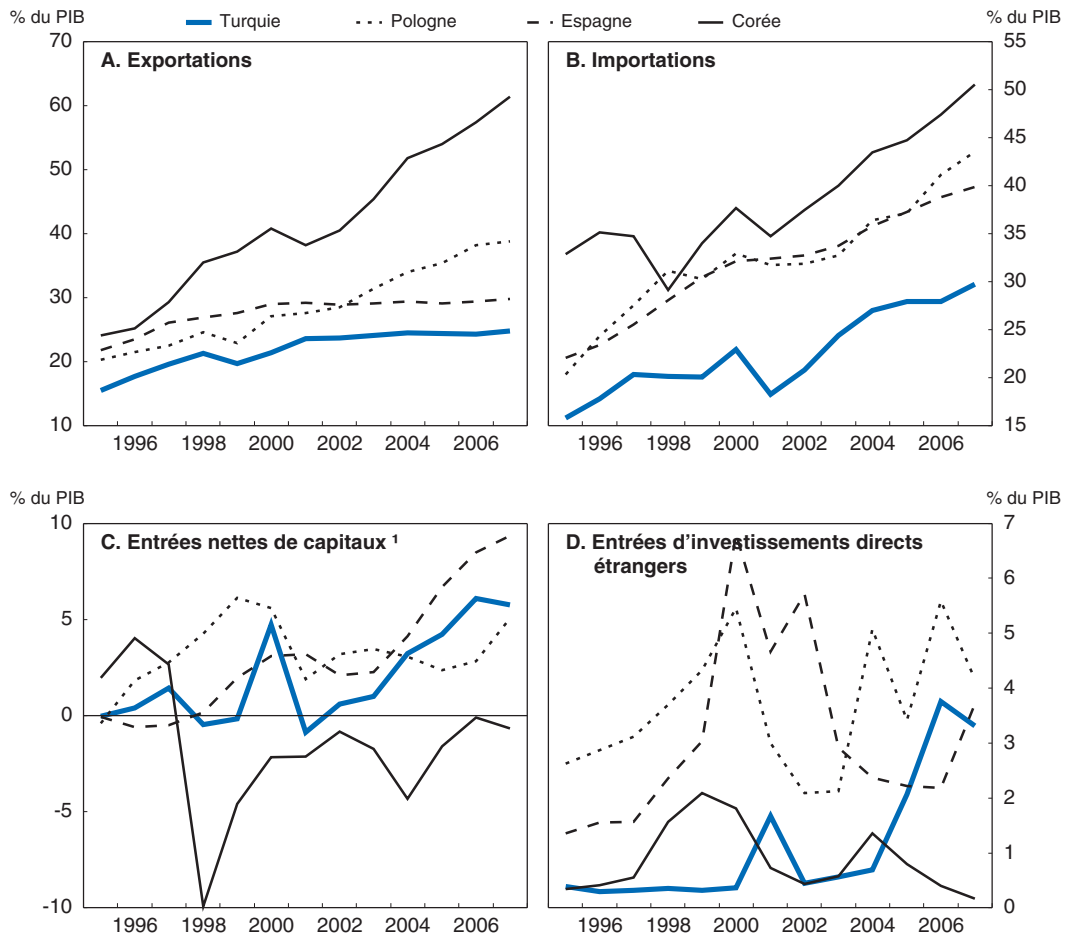 % du PIB
Turquie
Pologne
Espagne
Corée
% du PIB
A. Exportations
70
60
50
40
30
20
10
1996 1998 2000 2002 2004 2006
B. Importations
55
50
45
40
35
30
25
20
15
1996 1998 2000 2002 2004 2006
% du PIB
% du PIB
C. Entrées nettes de capitaux ¹
10
5
0
-5
-10
1996 1998 2000 2002 2004 2006
D. Entrées d'investissements directs
étrangers
7
6
5
4
3
2
1
0
1996 1998 2000 2002 2004 2006